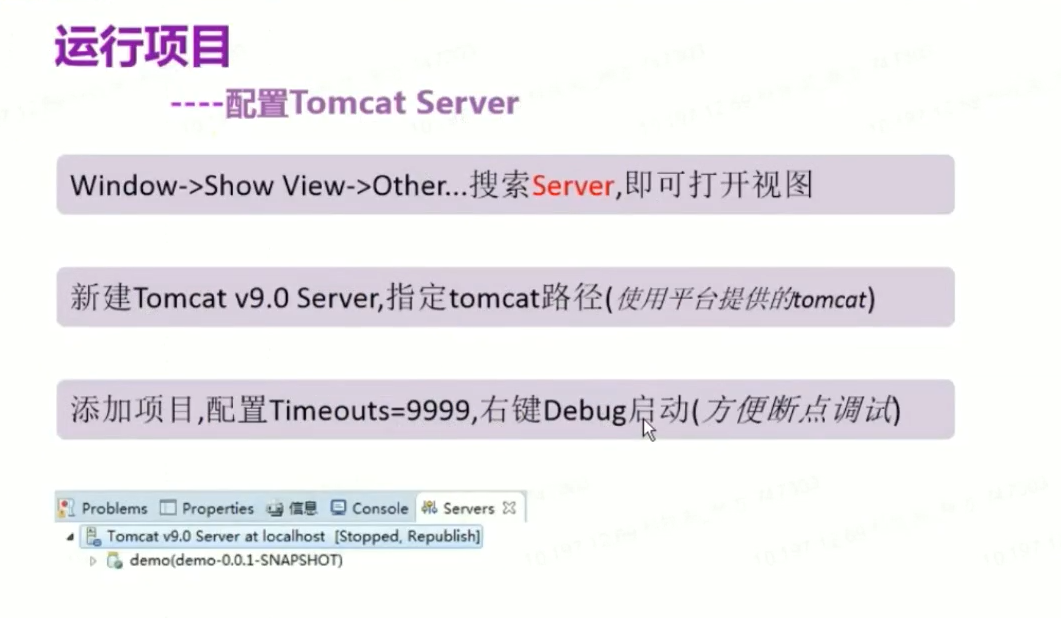 运行项目
----配置Tomcat Server
Window->Show View->Other...搜索Server,即可打开视图
新建Tomcat v9.0 Server,指定tomcat路径(使用平台提供的tomcat)
添加项目,配置Timeouts=9999,右键Debug启动(方便断点调试)
Problems Properties 信息 Console Servers
Tomcat v9.0 Server at localhost [Stopped, Republish]
demo(demo-0.0.1-SNAPSHOT)